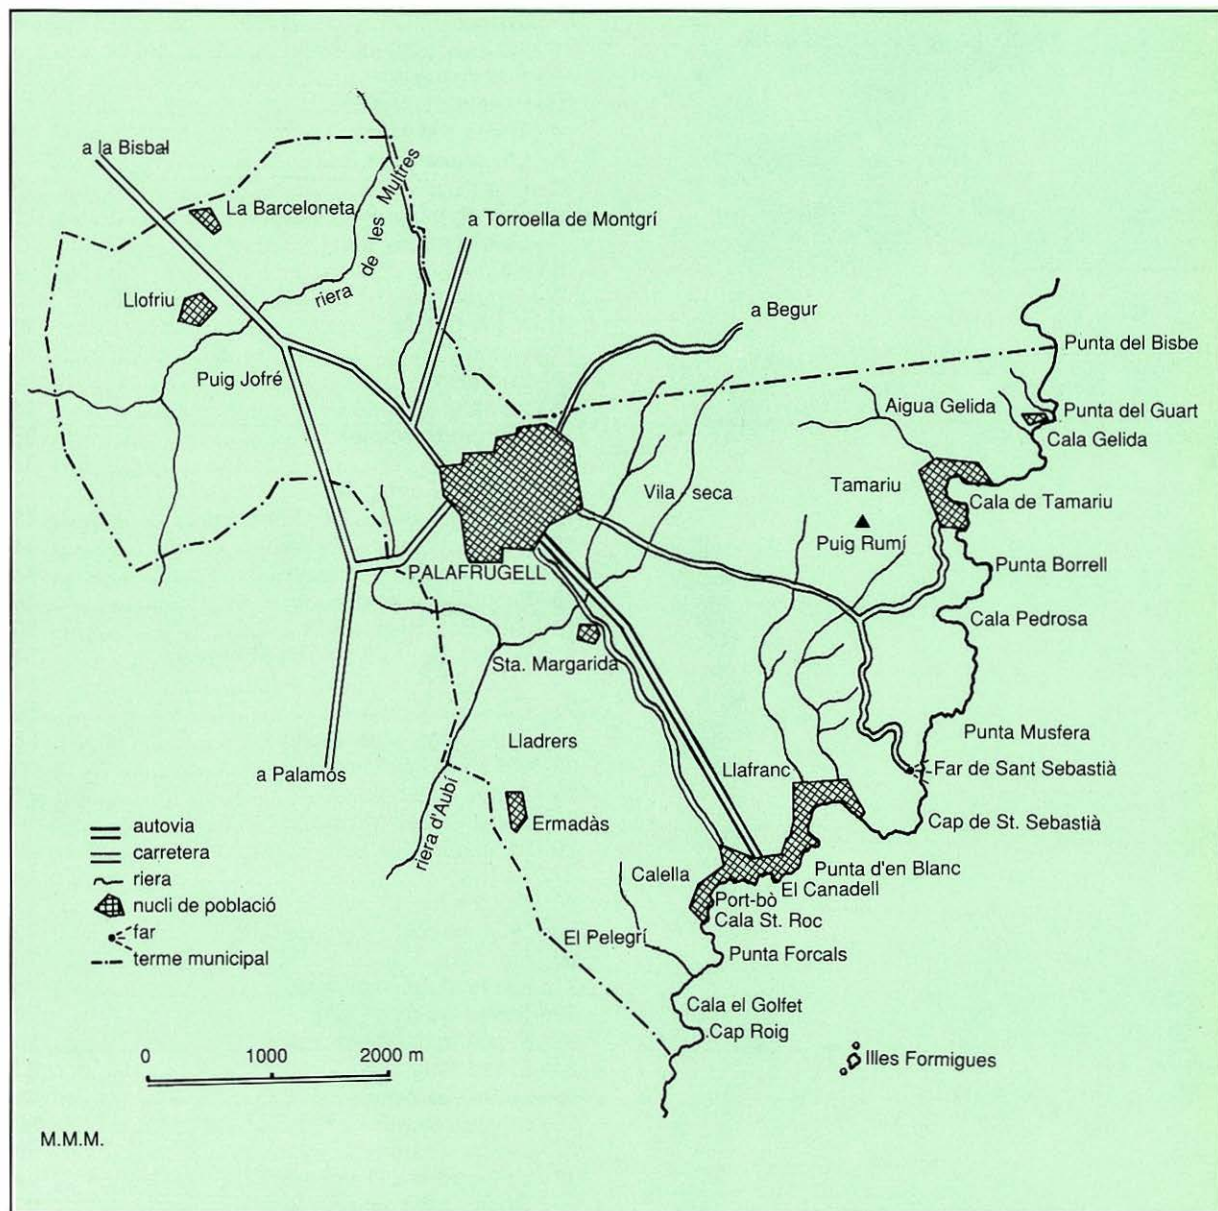 a la Bisbal
La Barceloneta
riera de les Multres
a Torroella de Montgrí
Llofriu
a Begur
Punta del Bisbe
Puig Jofré
Aigua Gelida
Punta del Guart
Cala Gelida
Vila-seca
Tamariu
Cala de Tamariu
Puig Rumí
PALAFRUGELL
Punta Borrell
Cala Pedrosa
Sta. Margarida
Lladrers
Punta Musfera
a Palamós
Llafranc
Far de Sant Sebastià
riera d'Aubí
Ermadàs
Cap de St. Sebastià
autovia
carretera
riera
nucli de població
far
terme municipal
Calella
Punta d'en Blanc
El Canadell
Port-bò
Cala St. Roc
El Pelegrí
Punta Forcals
Cala el Golfet
Cap Roig
Illes Formigues
0 1000 2000 m
M.M.M.